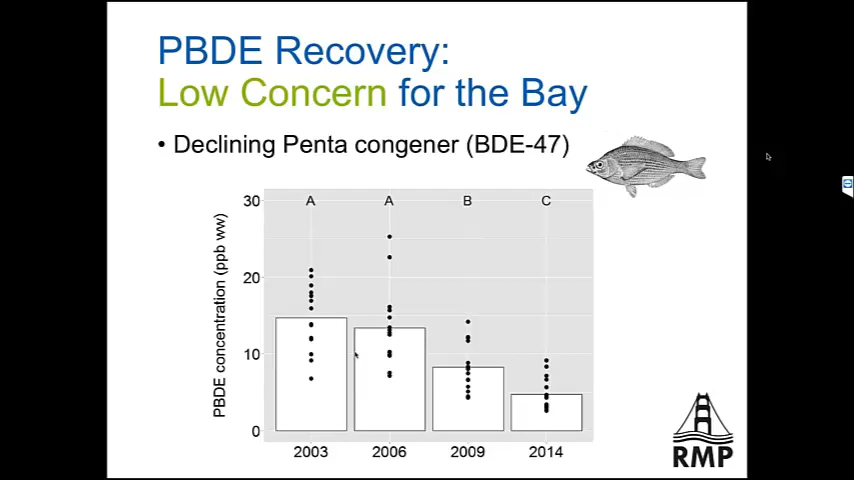 PBDE Recovery:
Low Concern for the Bay
• Declining Penta congener (BDE-47)
PBDE concentration (ppb ww)
30
20
10
0
A A B C
2003 2006 2009 2014
RMP